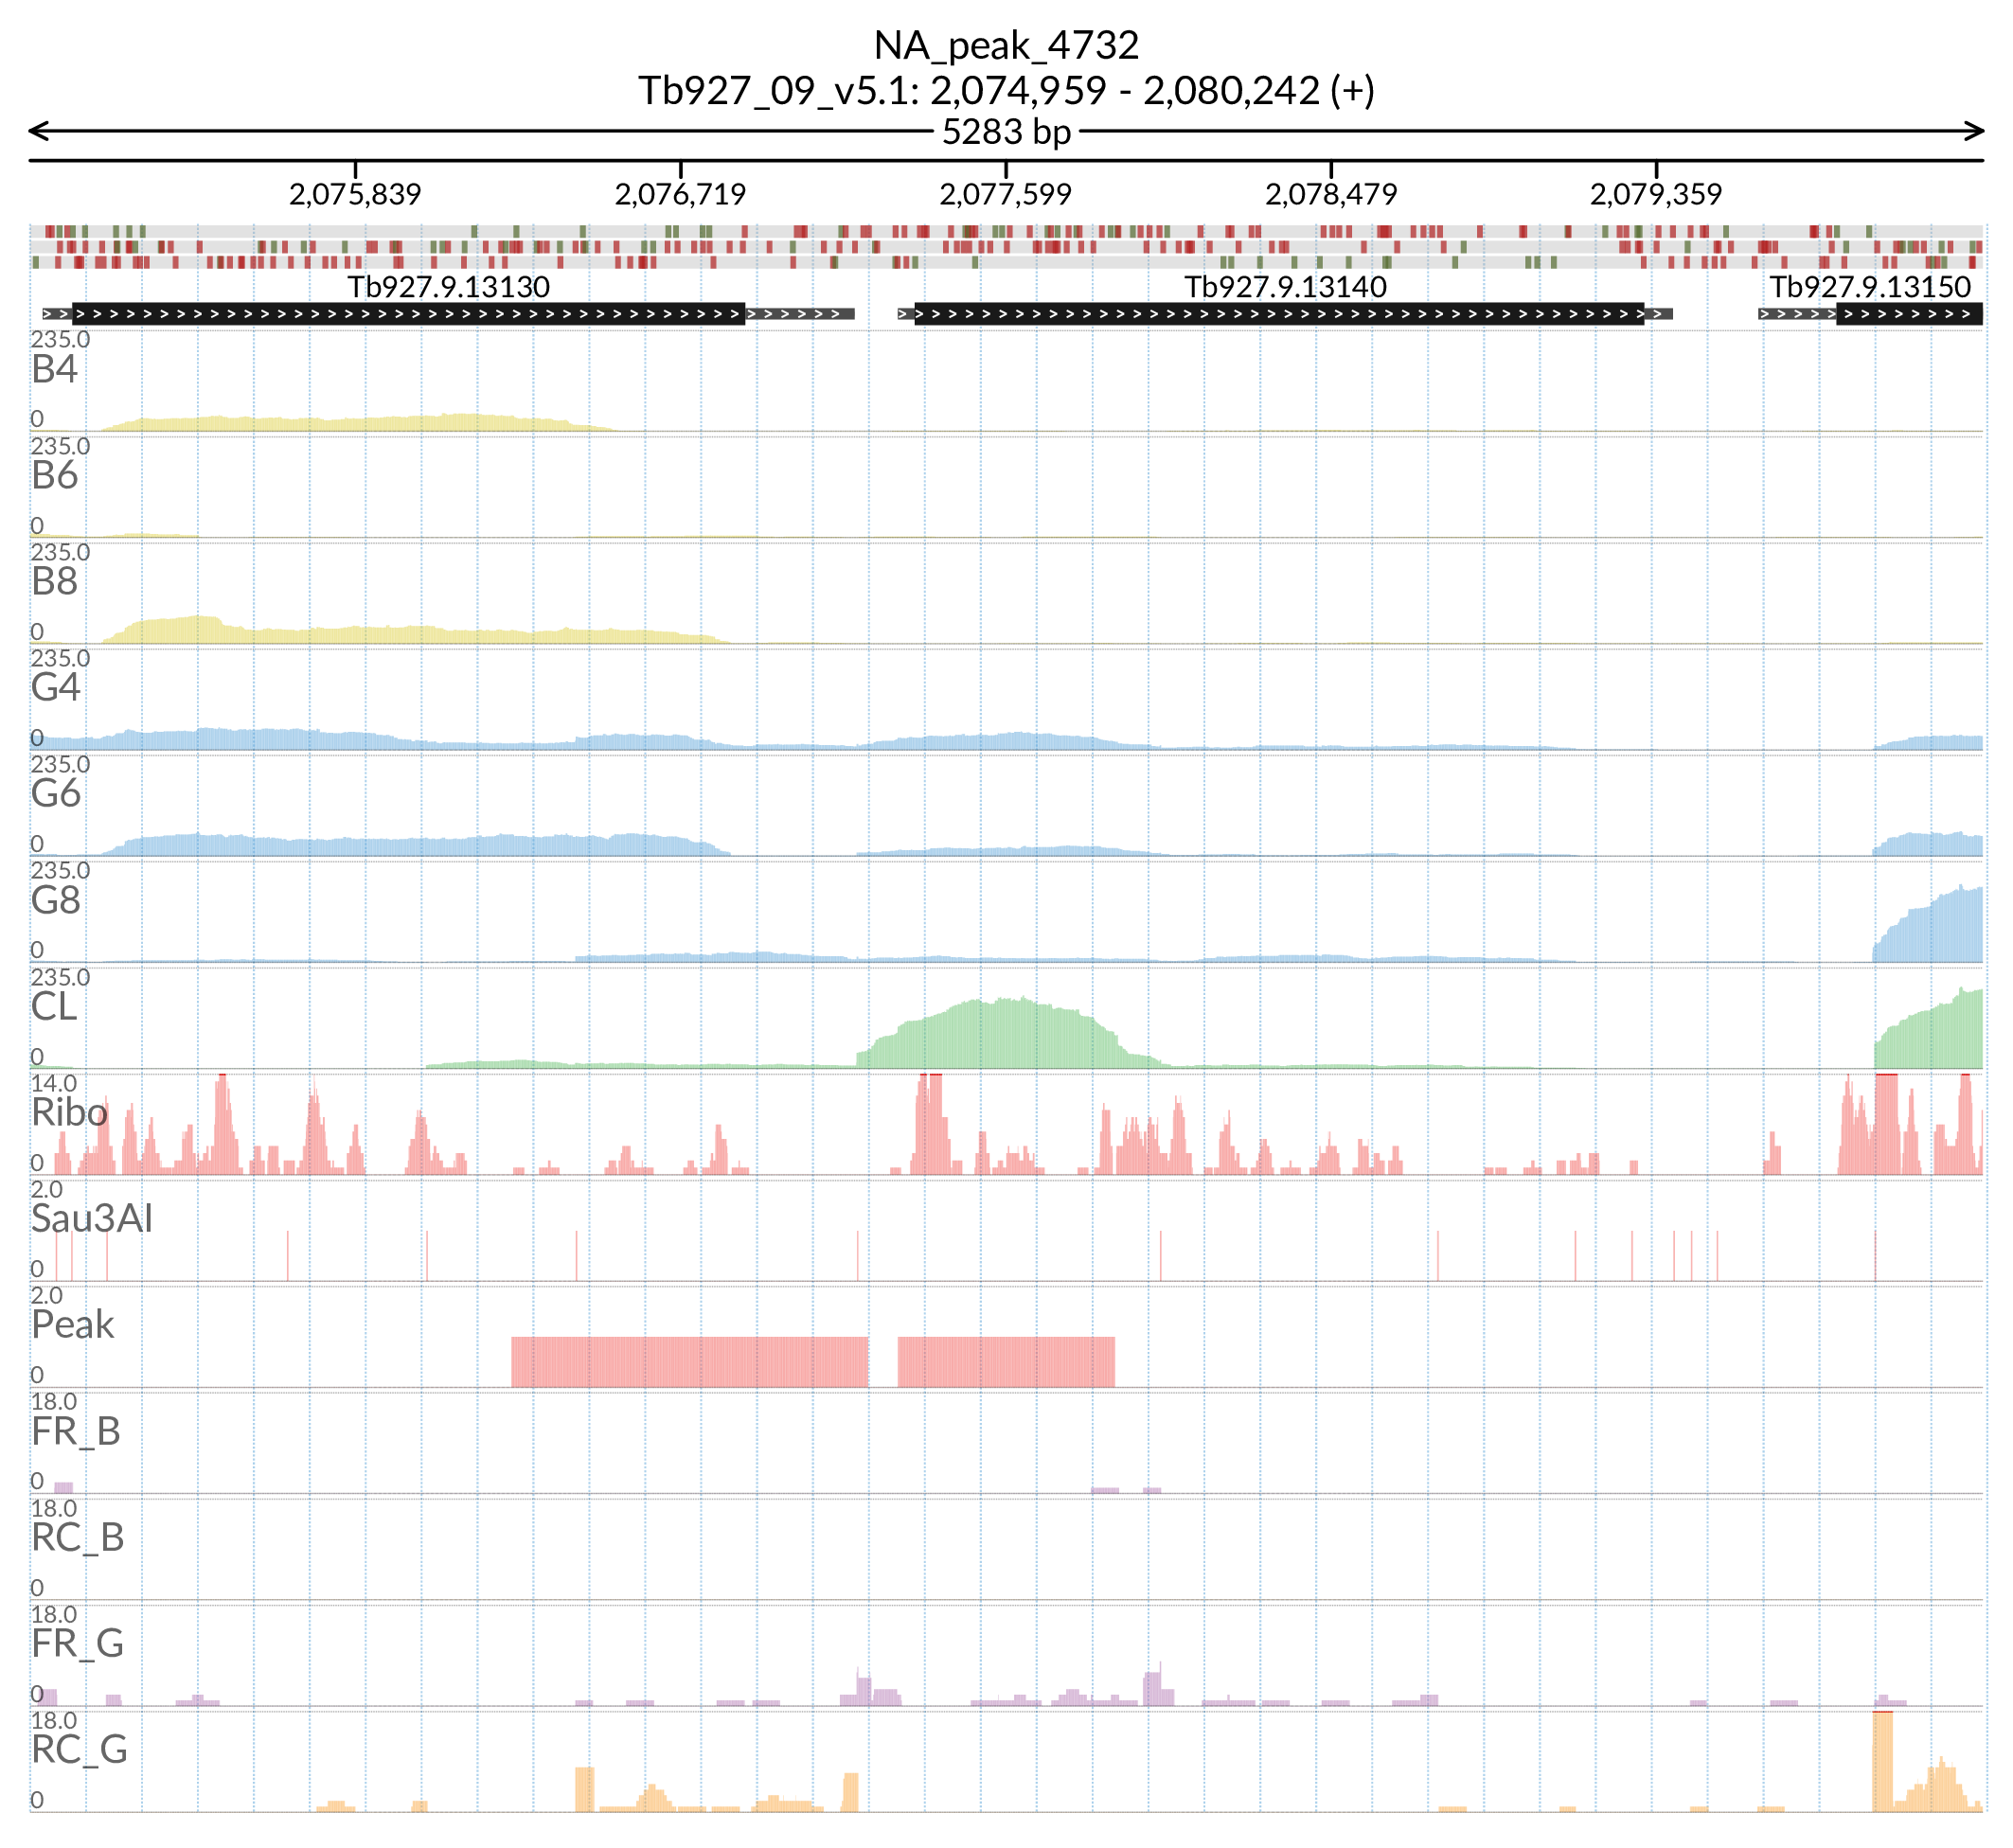 NA_peak_4732
Tb927_09_v5.1: 2,074,959 - 2,080,242 (+)
5283 bp
2,075,839 2,076,719 2,077,599 2,078,479 2,079,359
Tb927.9.13130 Tb927.9.13140 Tb927.9.13150
235.0
B4
0
235.0
B6
0
235.0
B8
0
235.0
G4
0
235.0
G6
0
235.0
G8
0
235.0
CL
0
14.0
Ribo
0
2.0
Sau3AI
0
2.0
Peak
0
18.0
FR_B
0
18.0
RC_B
0
18.0
FR_G
0
18.0
RC_G
0